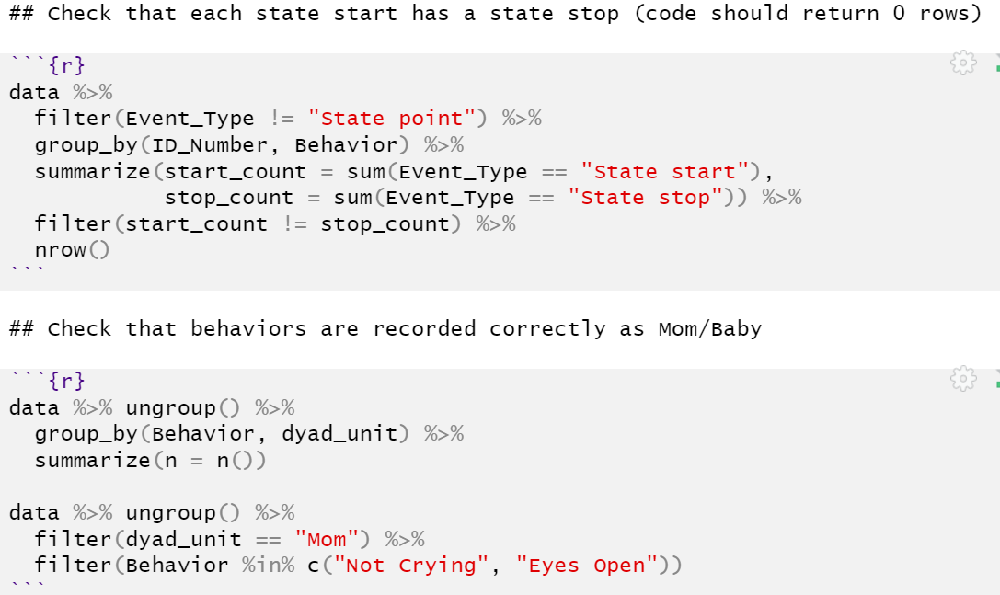 ## Check that each state start has a state stop (code should return 0 rows)
```{r}
data %>%
  filter(Event_Type != "State point") %>%
  group_by(ID_Number, Behavior) %>%
  summarize(start_count = sum(Event_Type == "State start"),
            stop_count = sum(Event_Type == "State stop")) %>%
  filter(start_count != stop_count) %>%
  nrow()
```
## Check that behaviors are recorded correctly as Mom/Baby
```{r}
data %>% ungroup() %>%
  group_by(Behavior, dyad_unit) %>%
  summarize(n = n())
data %>% ungroup() %>%
  filter(dyad_unit == "Mom") %>%
  filter(Behavior %in% c("Not Crying", "Eyes Open"))
```